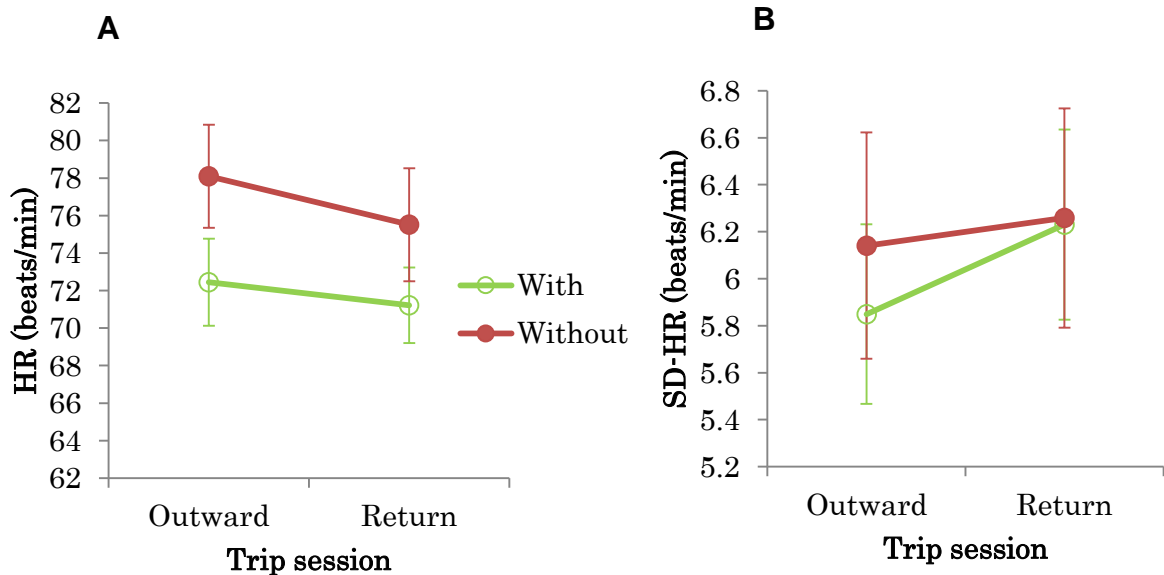 A
HR (beats/min)
82
80
78
76
74
72
70
68
66
64
62
Outward
Return
Trip session
With
Without
B
SD-HR (beats/min)
6.8
6.6
6.4
6.2
6
5.8
5.6
5.4
5.2
Outward
Return
Trip session